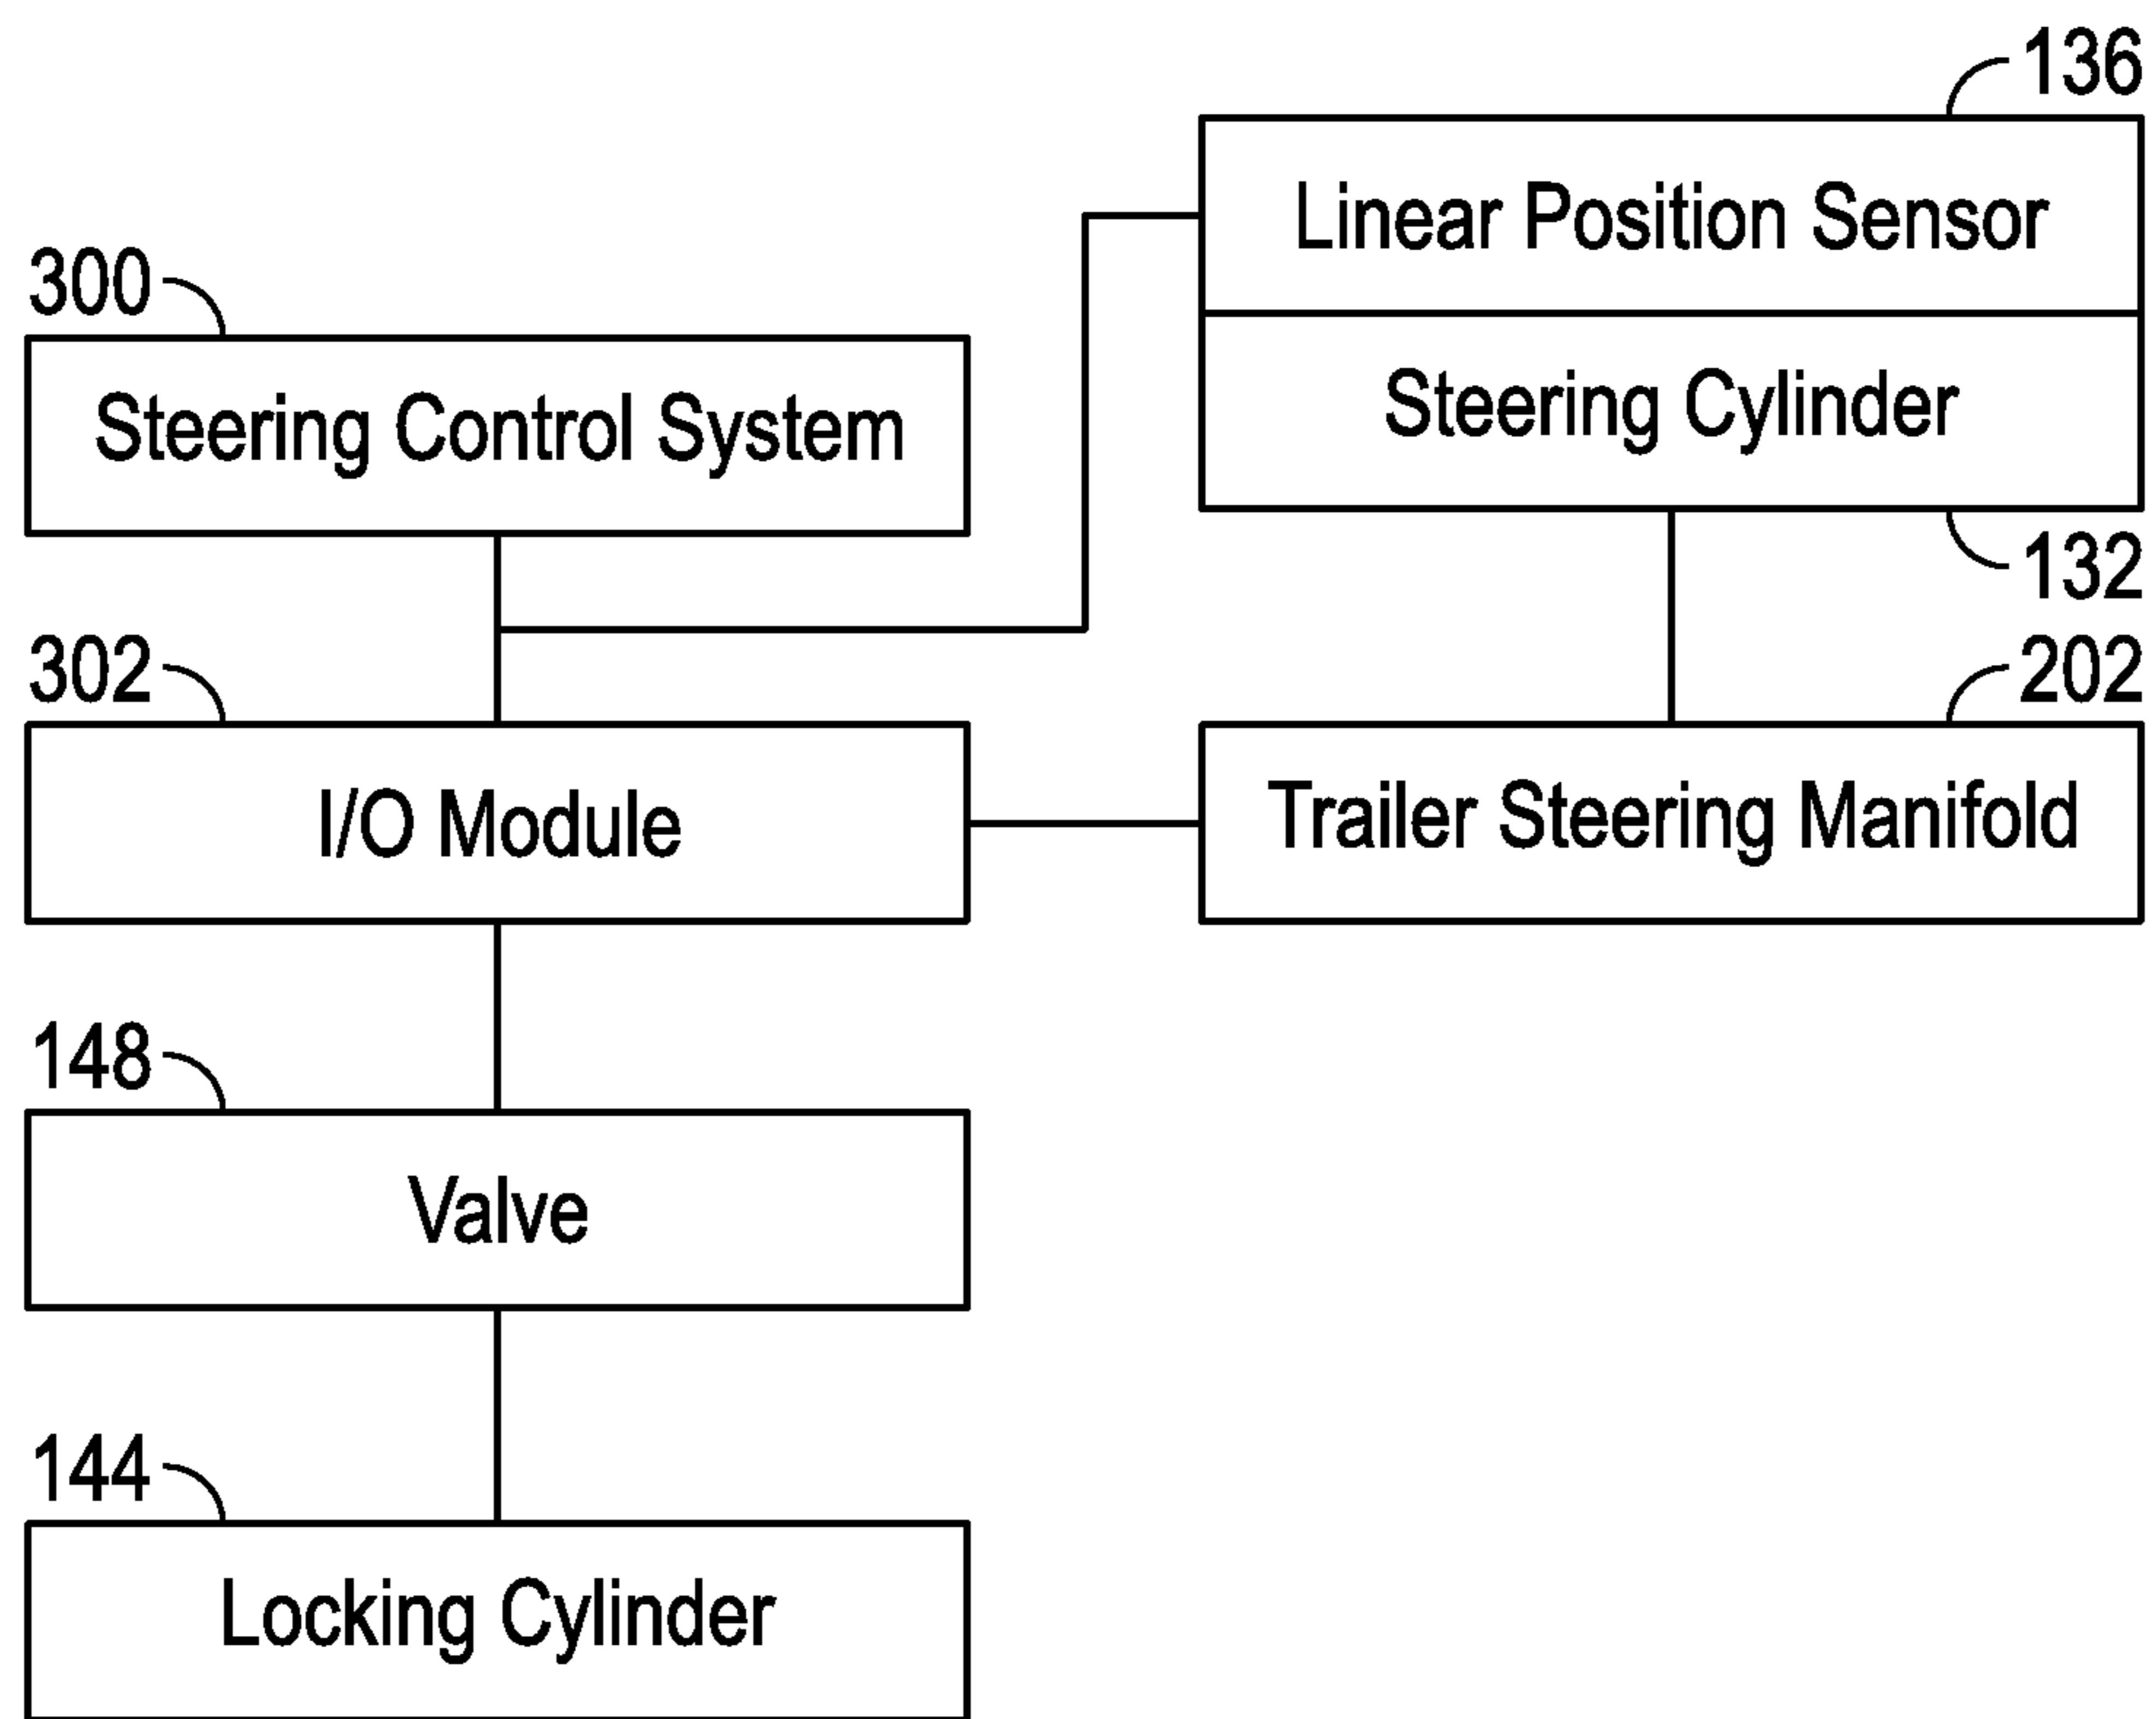 136
Linear Position Sensor
300
Steering Control System
Steering Cylinder
132
302
202
I/O Module
Trailer Steering Manifold
148
Valve
144
Locking Cylinder